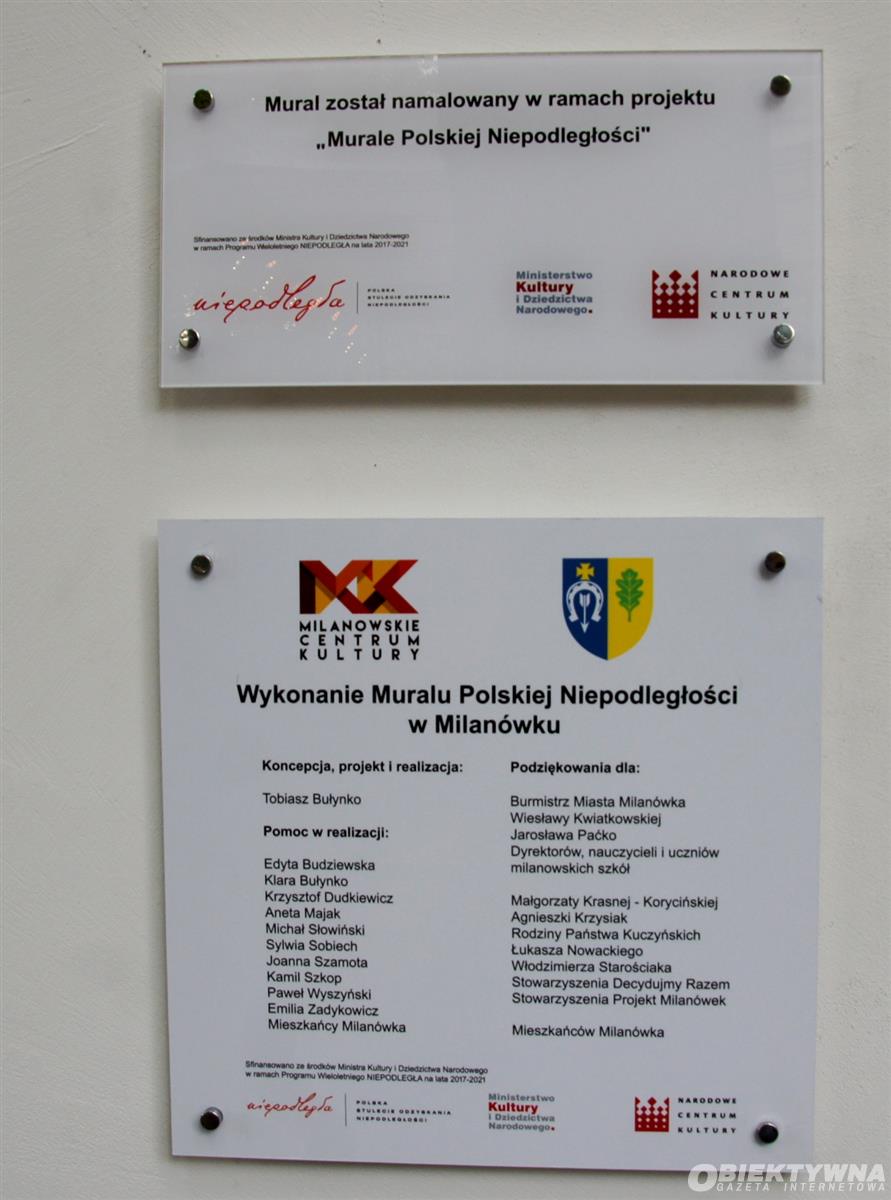 Mural został namalowany w ramach projektu
„Murale Polskiej Niepodległości"
Sfinansowano ze środków Ministra Kultury i Dziedzictwa Narodowego
w ramach Programu Wieloletniego NIEPODLEGŁA na lata 2017-2021
niepodległa
POLSKA
STULECIE ODZYSKANIA
NIEPODLEGŁOŚCI
Ministerstwo
Kultury
i Dziedzictwa
Narodowego.
NARODOWE
CENTRUM
KULTURY
MCK
MILANOWSKIE
CENTRUM
KULTURY
Wykonanie Muralu Polskiej Niepodległości
w Milanówku
Koncepcja, projekt i realizacja:
Tobiasz Bułynko
Pomoc w realizacji:
Edyta Budziewska
Klara Bułynko
Krzysztof Dudkiewicz
Aneta Majak
Michał Słowiński
Sylwia Sobiech
Joanna Szamota
Kamil Szkop
Paweł Wyszyński
Emilia Zadykowicz
Mieszkańcy Milanówka
Podziękowania dla:
Burmistrz Miasta Milanówka
Wiesławy Kwiatkowskiej
Jarosława Paćko
Dyrektorów, nauczycieli i uczniów
milanowskich szkół
Małgorzaty Krasnej - Korycińskiej
Agnieszki Krzysiak
Rodziny Państwa Kuczyńskich
Łukasza Nowackiego
Włodzimierza Starościaka
Stowarzyszenia Decydujmy Razem
Stowarzyszenia Projekt Milanówek
Mieszkańców Milanówka
Sfinansowano ze środków Ministra Kultury i Dziedzictwa Narodowego
w ramach Programu Wieloletniego NIEPODLEGŁA na lata 2017-2021
niepodległa
POLSKA
STULECIE ODZYSKANIA
NIEPODLEGŁOŚCI
Ministerstwo
Kultury
i Dziedzictwa
Narodowego.
NARODOWE
CENTRUM
KULTURY
OBIEKTYWNA
GAZETA INTERNETOWA